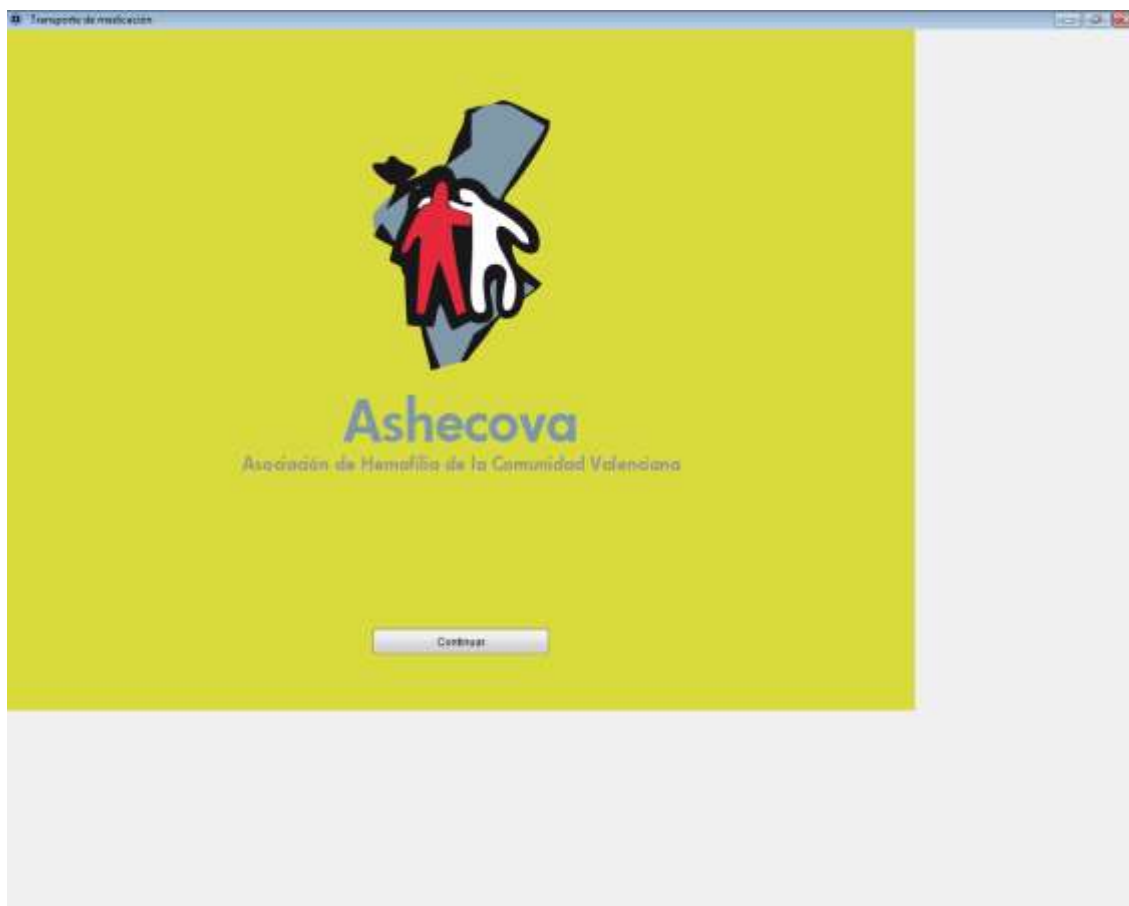 Transporte de medicación
Ashecova
Asociación de Hemofilia de la Comunidad Valenciana
Continuar